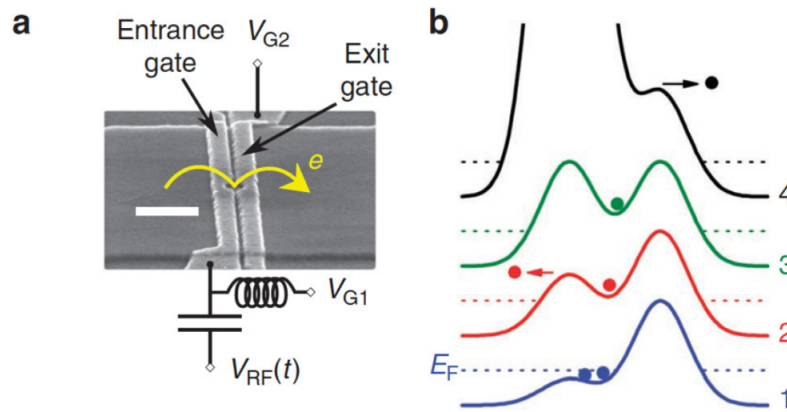 a
Entrance
gate
V_G2
Exit
gate
e
V_G1
V_RF(t)
b
4
3
2
E_F
1